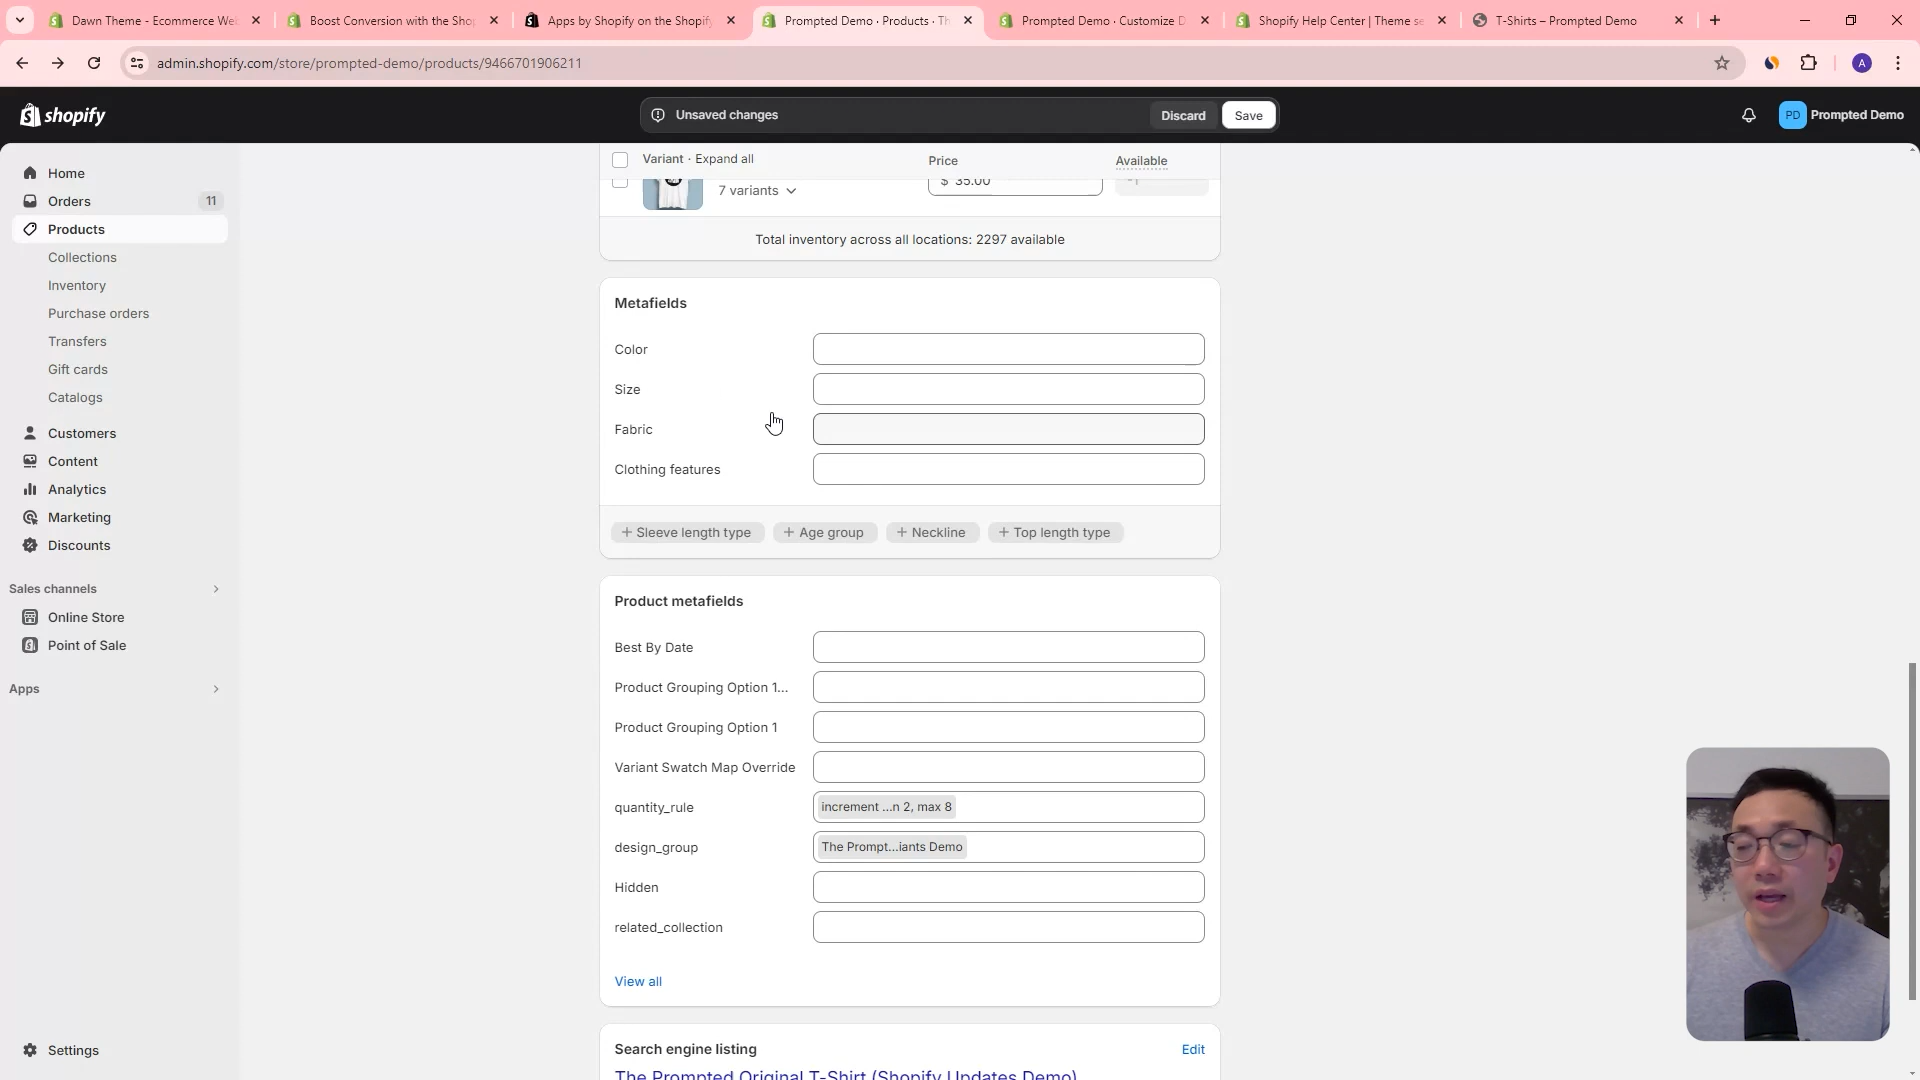 Dawn Theme - Ecommerce We
Boost Conversion with the Sho
Apps by Shopify on the Shopify
Prompted Demo · Products · Th
Prompted Demo · Customize D
Shopify Help Center | Theme se
T-Shirts – Prompted Demo
admin.shopify.com/store/prompted-demo/products/9466701906211
A
shopify
Unsaved changes
Discard
Save
PD
Prompted Demo
Home
Orders
11
Products
Collections
Inventory
Purchase orders
Transfers
Gift cards
Catalogs
Customers
Content
Analytics
Marketing
Discounts
Sales channels
Online Store
Point of Sale
Apps
Settings
Variant · Expand all
Price
Available
7 variants
$ 35.00
-1
Total inventory across all locations: 2297 available
Metafields
Color
Size
Fabric
Clothing features
+ Sleeve length type
+ Age group
+ Neckline
+ Top length type
Product metafields
Best By Date
Product Grouping Option 1...
Product Grouping Option 1
Variant Swatch Map Override
quantity_rule
increment ...n 2, max 8
design_group
The Prompt...iants Demo
Hidden
related_collection
View all
Search engine listing
Edit
The Prompted Original T-Shirt (Shopify Updates Demo)